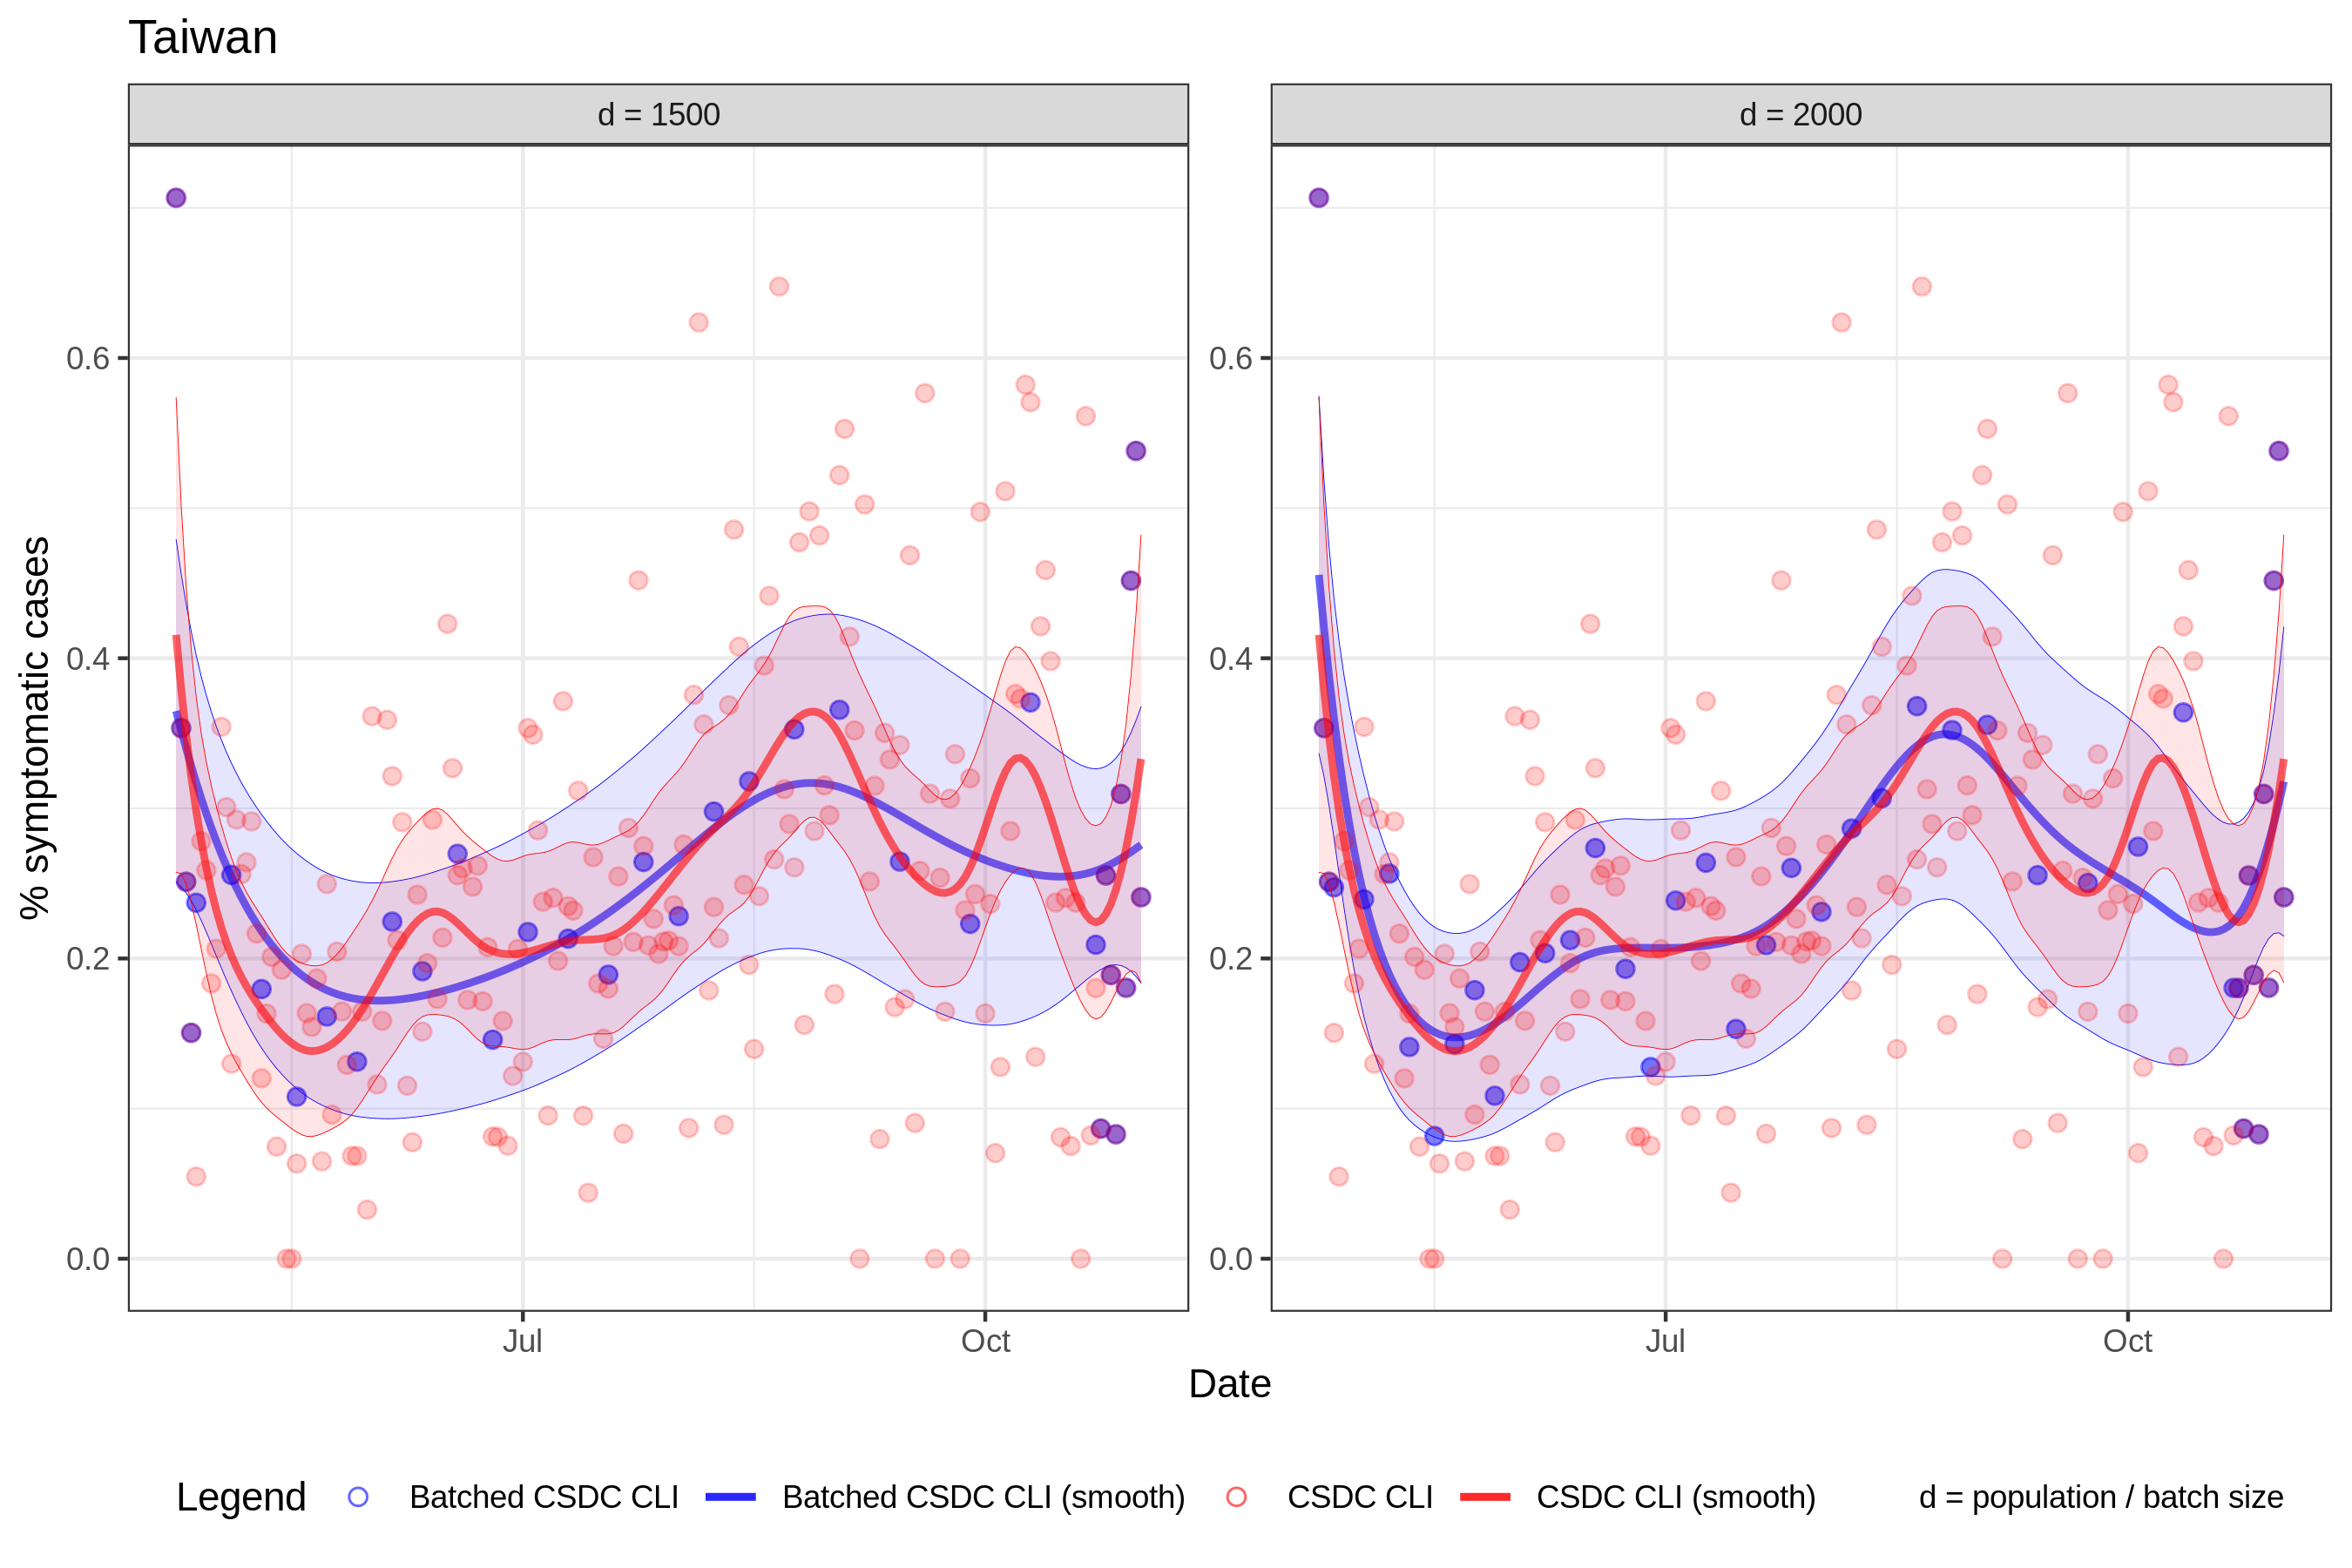 Taiwan
d = 1500
d = 2000
% symptomatic cases
0.6
0.4
0.2
0.0
0.6
0.4
0.2
0.0
Jul
Oct
Jul
Oct
Date
Legend
Batched CSDC CLI
Batched CSDC CLI (smooth)
CSDC CLI
CSDC CLI (smooth)
d = population / batch size